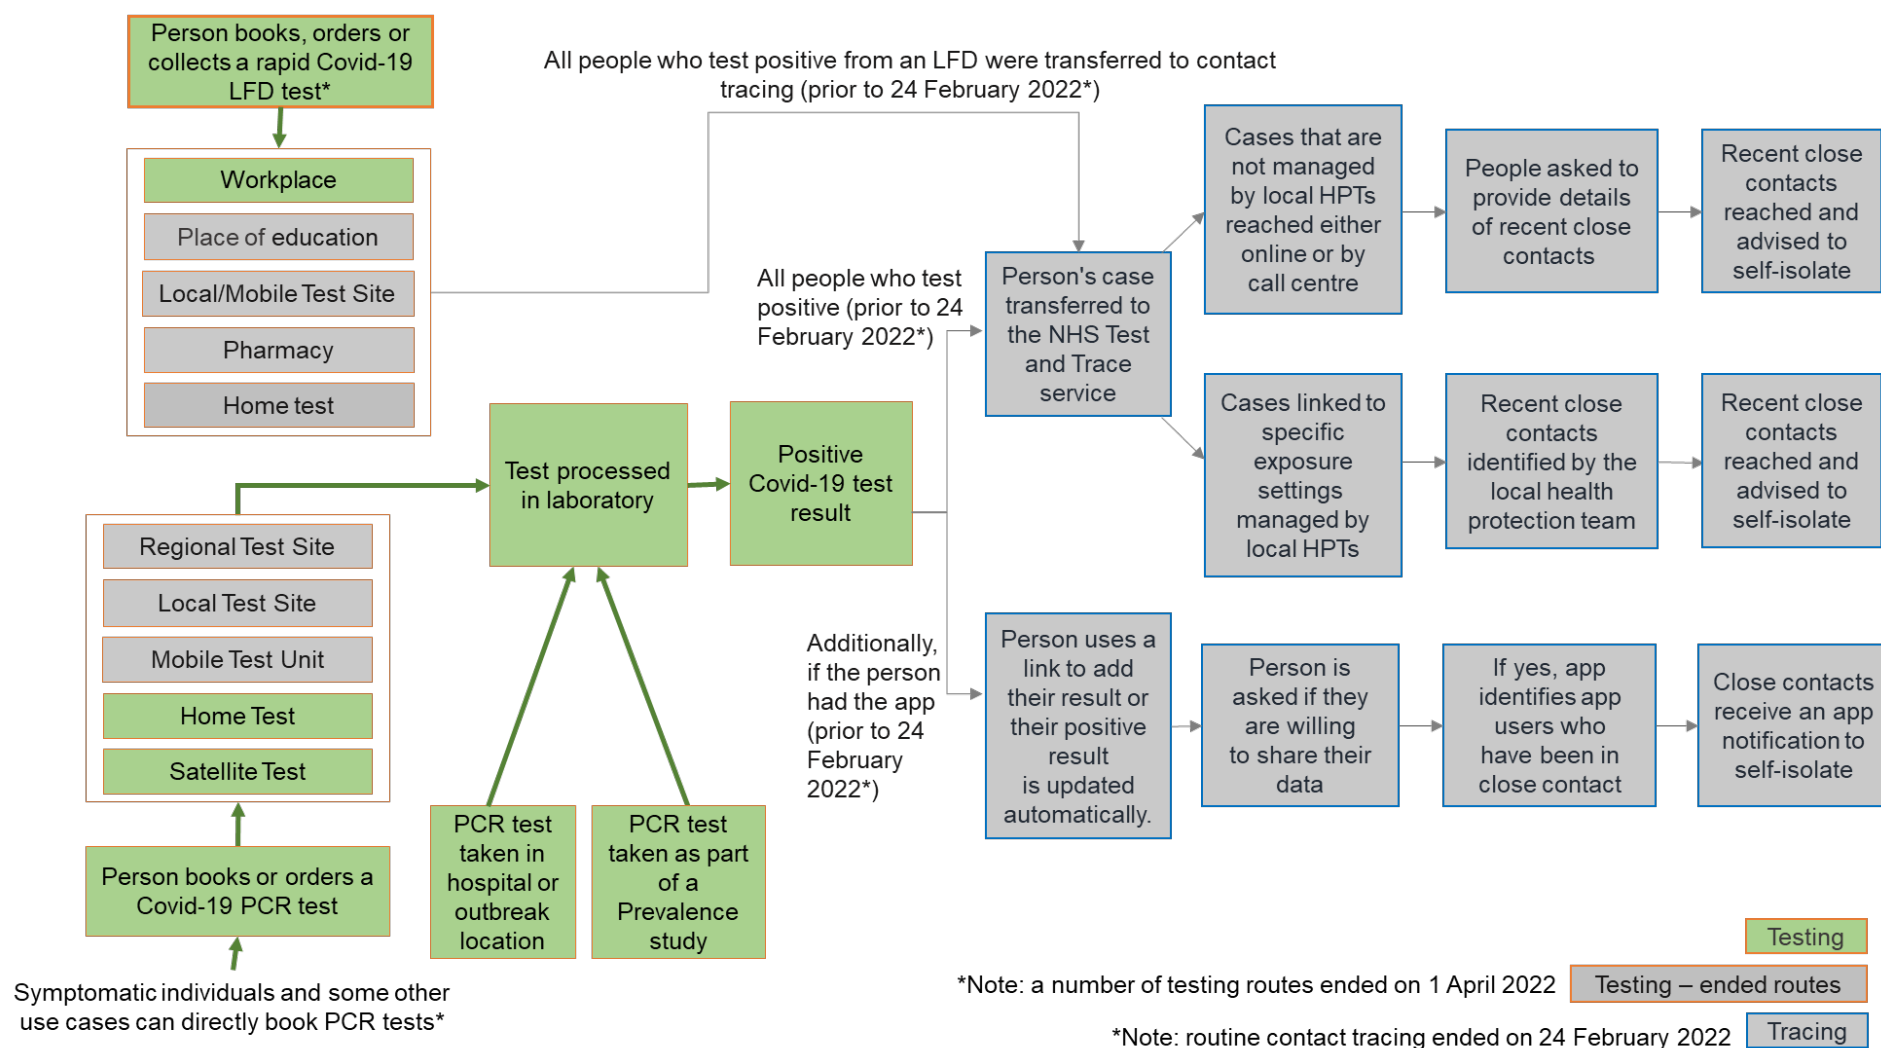 Person books, orders or
collects a rapid Covid-19
LFD test*
All people who test positive from an LFD were transferred to contact
tracing (prior to 24 February 2022*)
Workplace
Place of education
Local/Mobile Test Site
Pharmacy
Home test
Regional Test Site
Local Test Site
Mobile Test Unit
Home Test
Satellite Test
Person books or orders a
Covid-19 PCR test
Symptomatic individuals and some other
use cases can directly book PCR tests*
Test processed
in laboratory
PCR test
taken in
hospital or
outbreak
location
PCR test
taken as part
of a
Prevalence
study
Positive
Covid-19 test
result
All people who test
positive (prior to 24
February 2022*)
Person's case
transferred to
the NHS Test
and Trace
service
Cases that are
not managed
by local HPTs
reached either
online or by
call centre
People asked to
provide details
of recent close
contacts
Recent close
contacts
reached and
advised to
self-isolate
Cases linked to
specific
exposure
settings
managed by
local HPTs
Recent close
contacts
identified by the
local health
protection team
Recent close
contacts
reached and
advised to
self-isolate
Additionally,
if the person
had the app
(prior to 24
February
2022*)
Person uses a
link to add
their result or
their positive
result
is updated
automatically.
Person is
asked if they
are willing
to share their
data
If yes, app
identifies app
users who
have been in
close contact
Close contacts
receive an app
notification to
self-isolate
Testing
*Note: a number of testing routes ended on 1 April 2022
Testing – ended routes
*Note: routine contact tracing ended on 24 February 2022
Tracing